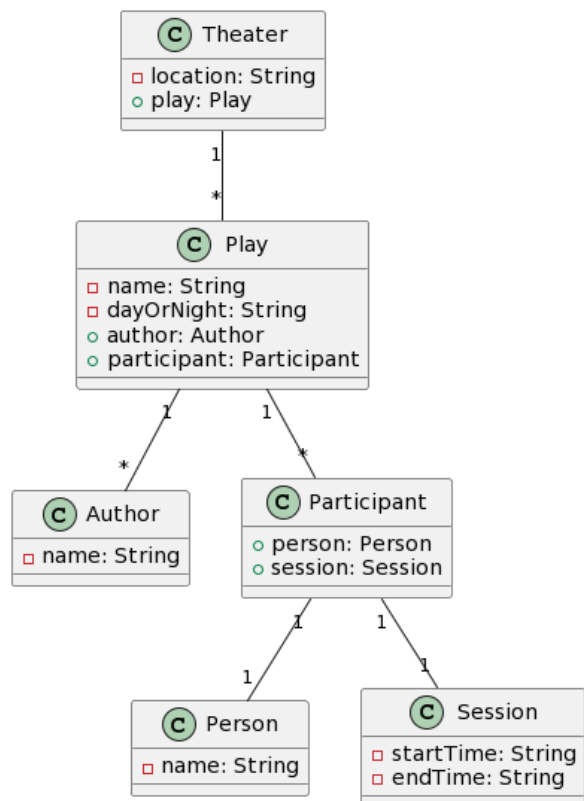 C Theater
location: String
play: Play
1
*
C Play
name: String
dayOrNight: String
author: Author
participant: Participant
1
1
*
*
C Author
name: String
C Participant
person: Person
session: Session
1
1
1
1
C Person
name: String
C Session
startTime: String
endTime: String